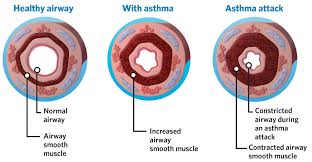 Healthy airway
With asthma
Asthma attack
Normal
airway
Airway
smooth
muscle
Increased airway
smooth muscle
Constricted
airway during
an asthma
attack
Contracted airway
smooth muscle